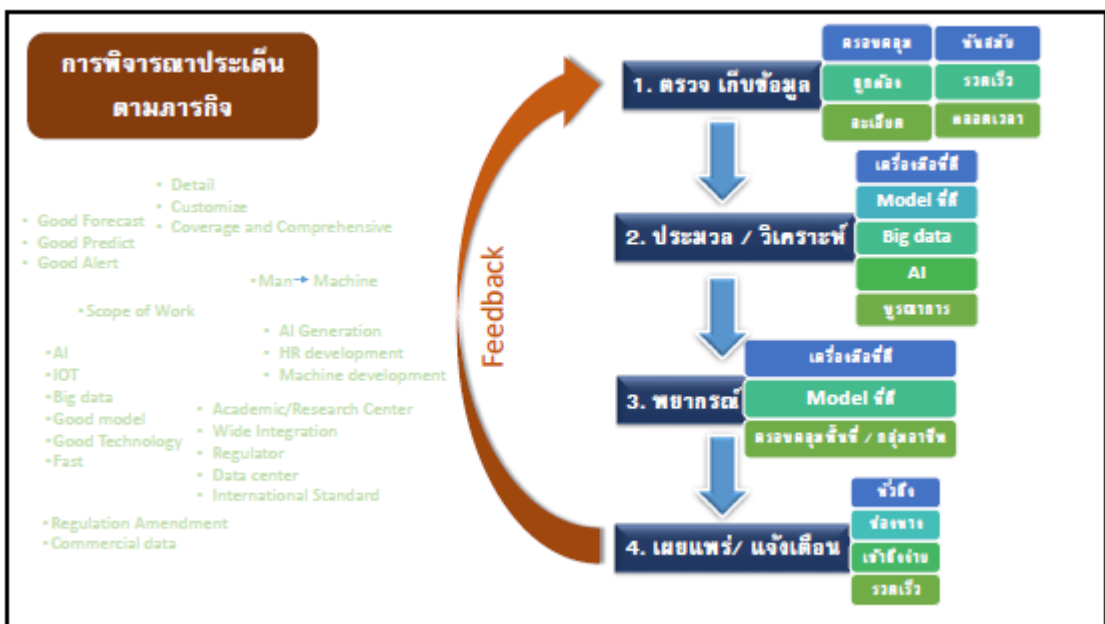 การพิจารณาประเด็น
ตามภารกิจ
• Detail
• Customize
• Coverage and Comprehensive
• Good Forecast
• Good Predict
• Good Alert
•Man → Machine
•Scope of Work
• AI Generation
• HR development
• Machine development
•AI
•IOT
•Big data
•Good model
•Good Technology
•Fast
• Academic/Research Center
• Wide Integration
• Regulator
• Data center
• International Standard
•Regulation Amendment
•Commercial data
Feedback
1. ตรวจ เก็บข้อมูล
ครอบคลุม
ทันสมัย
ถูกต้อง
รวดเร็ว
ละเอียด
ตลอดเวลา
2. ประมวล / วิเคราะห์
เครื่องมือที่ดี
Model ที่ดี
Big data
AI
บูรณาการ
3. พยากรณ์
เครื่องมือที่ดี
Model ที่ดี
ครอบคลุมพื้นที่ / กลุ่มอาชีพ
4. เผยแพร่/ แจ้งเตือน
ทั่วถึง
ช่องทาง
เข้าถึงง่าย
รวดเร็ว